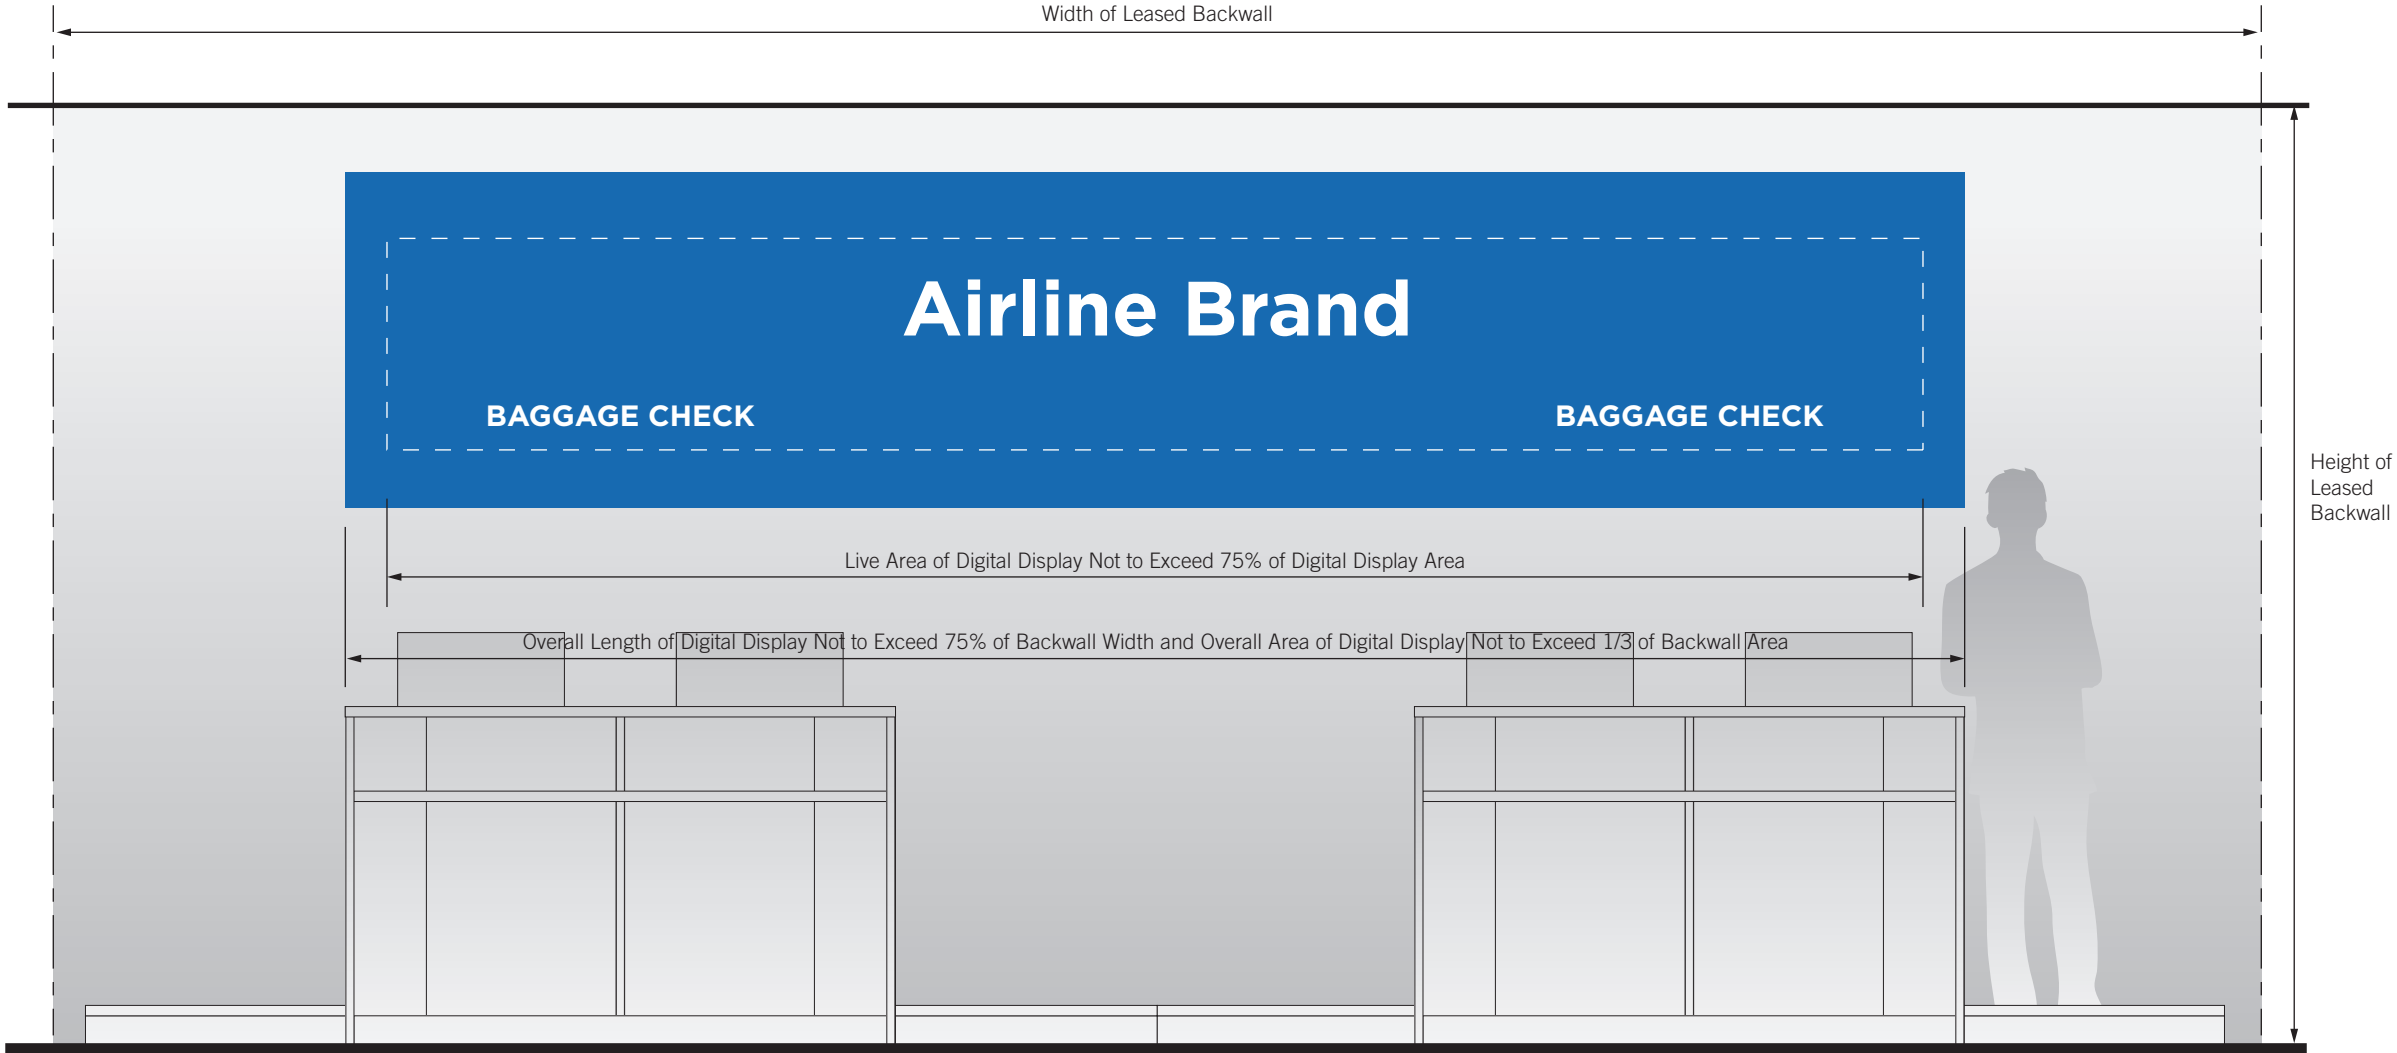 Width of Leased Backwall
Airline Brand
BAGGAGE CHECK
BAGGAGE CHECK
Height of
Leased
Backwall
Live Area of Digital Display Not to Exceed 75% of Digital Display Area
Overall Length of Digital Display Not to Exceed 75% of Backwall Width and Overall Area of Digital Display Not to Exceed 1/3 of Backwall Area